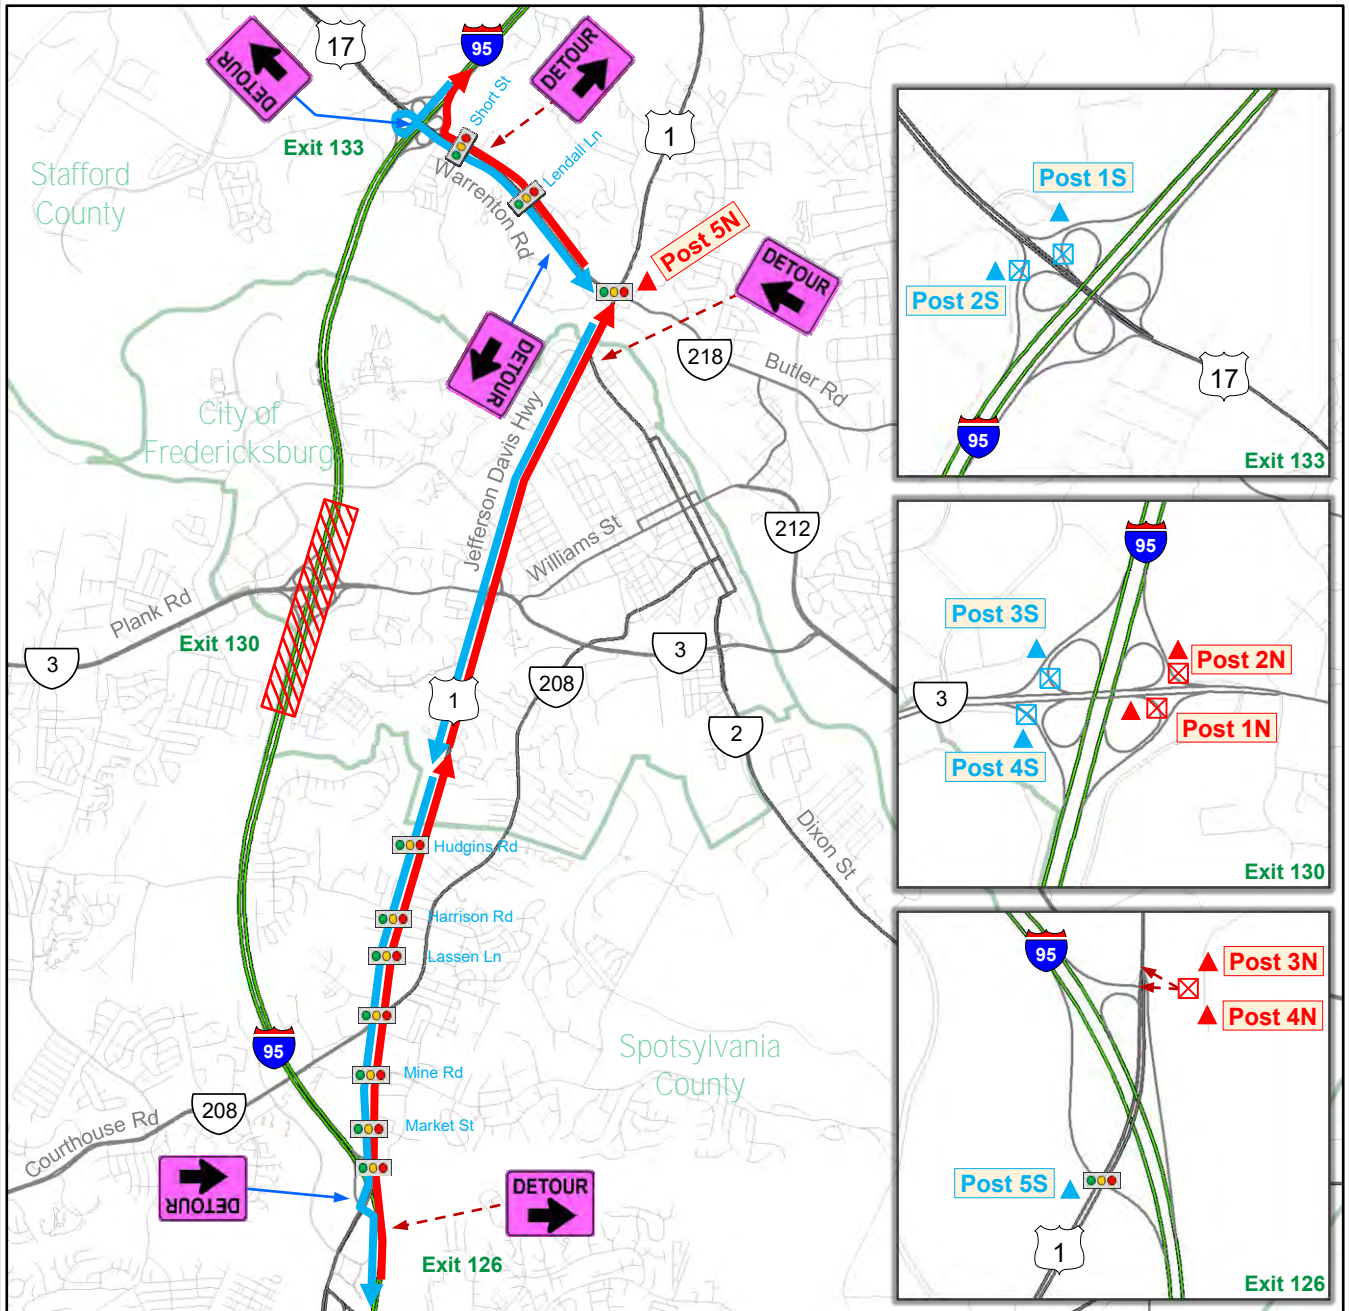 17
95
DETOUR
DETOUR
Short St
Exit 133
1
Lendall Ln
Warrenton Rd
Stafford
County
Post 5N
DETOUR
DETOUR
218
Butler Rd
City of
Fredericksburg
Jefferson Davis Hwy
Williams St
212
Plank Rd
Exit 130
3
3
208
1
2
Dixon St
Hudgins Rd
Harrison Rd
Lassen Ln
95
Spotsylvania
County
Mine Rd
208
Market St
Courthouse Rd
DETOUR
DETOUR
Exit 126
Post 1S
Post 2S
17
95
Exit 133
95
Post 3S
Post 2N
3
Post 1N
Post 4S
Exit 130
95
Post 3N
Post 4N
Post 5S
1
Exit 126